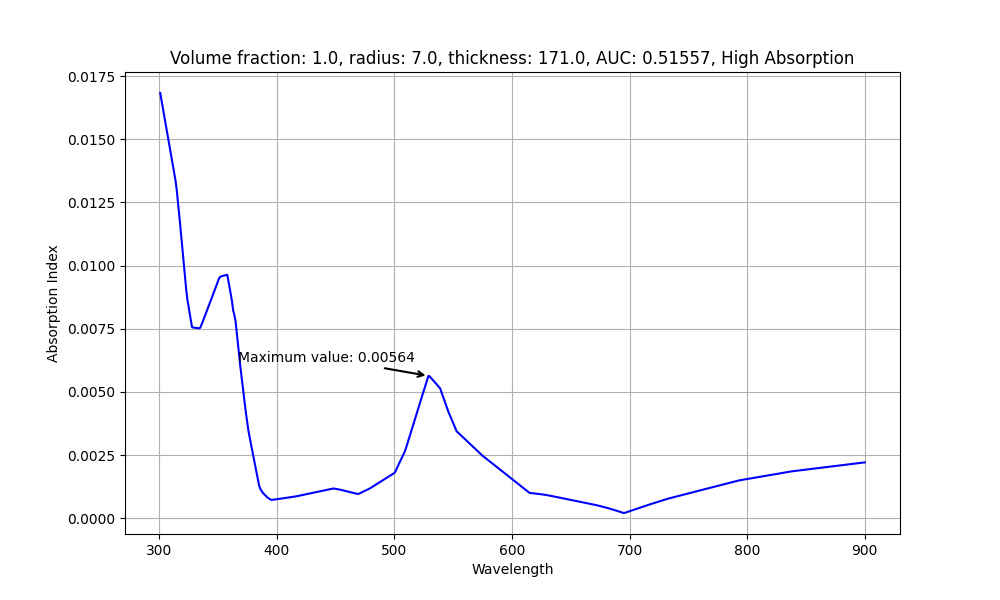 Volume fraction: 1.0, radius: 7.0, thickness: 171.0, AUC: 0.51557, High Absorption
0.0175
0.0150
0.0125
0.0100
0.0075
0.0050
0.0025
0.0000
Absorption Index
Maximum value: 0.00564
300 400 500 600 700 800 900
Wavelength